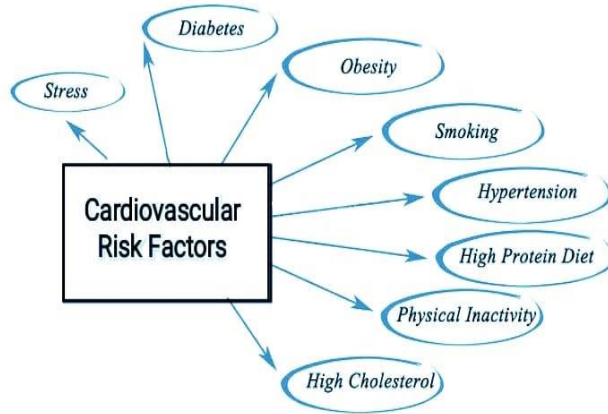 Diabetes
Obesity
Stress
Smoking
Cardiovascular
Risk Factors
Hypertension
High Protein Diet
Physical Inactivity
High Cholesterol